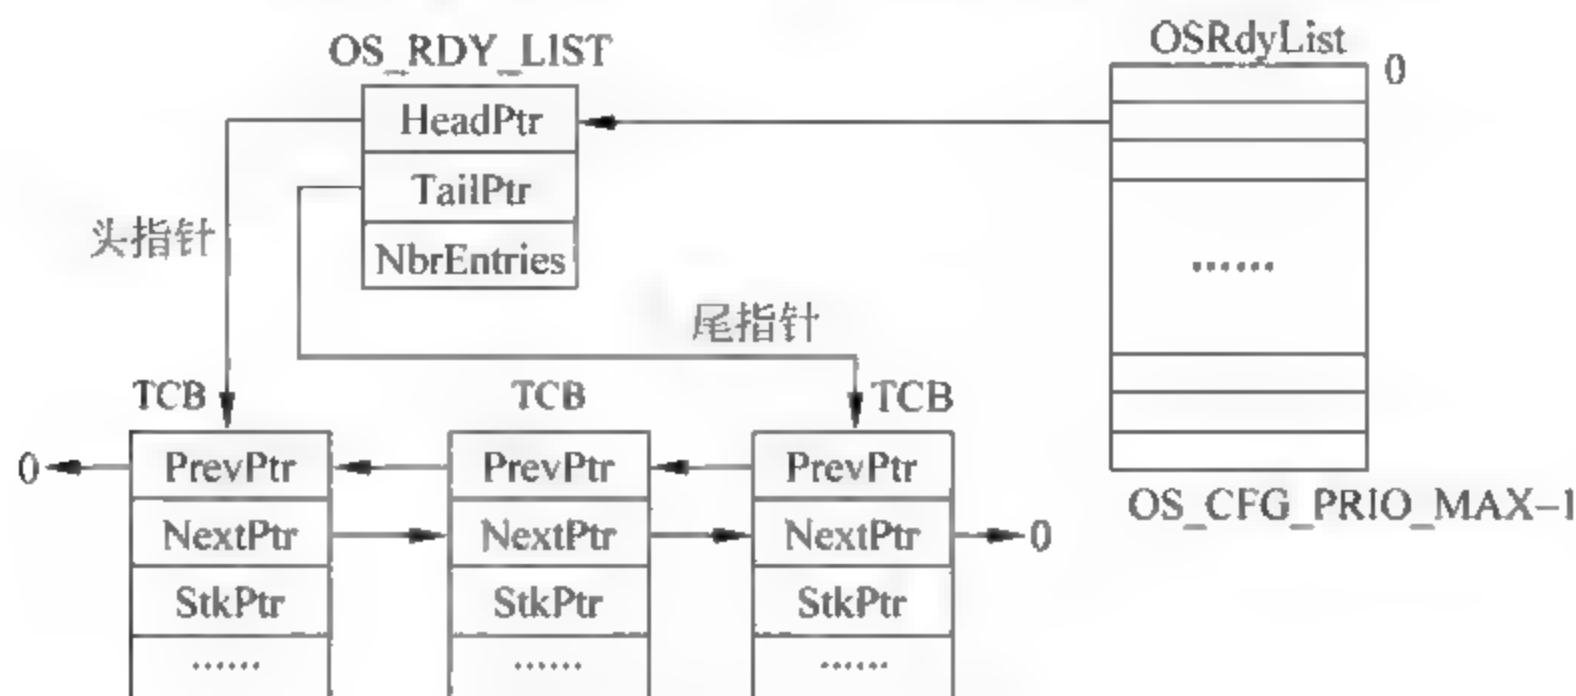 OS_RDY_LIST
OSRdyList
0
HeadPtr
TailPtr
头指针
NbrEntries
......
尾指针
TCB
TCB
TCB
0
PrevPtr
PrevPtr
PrevPtr
OS_CFG_PRIO_MAX-1
NextPtr
NextPtr
NextPtr
0
StkPtr
StkPtr
StkPtr
......
......
......